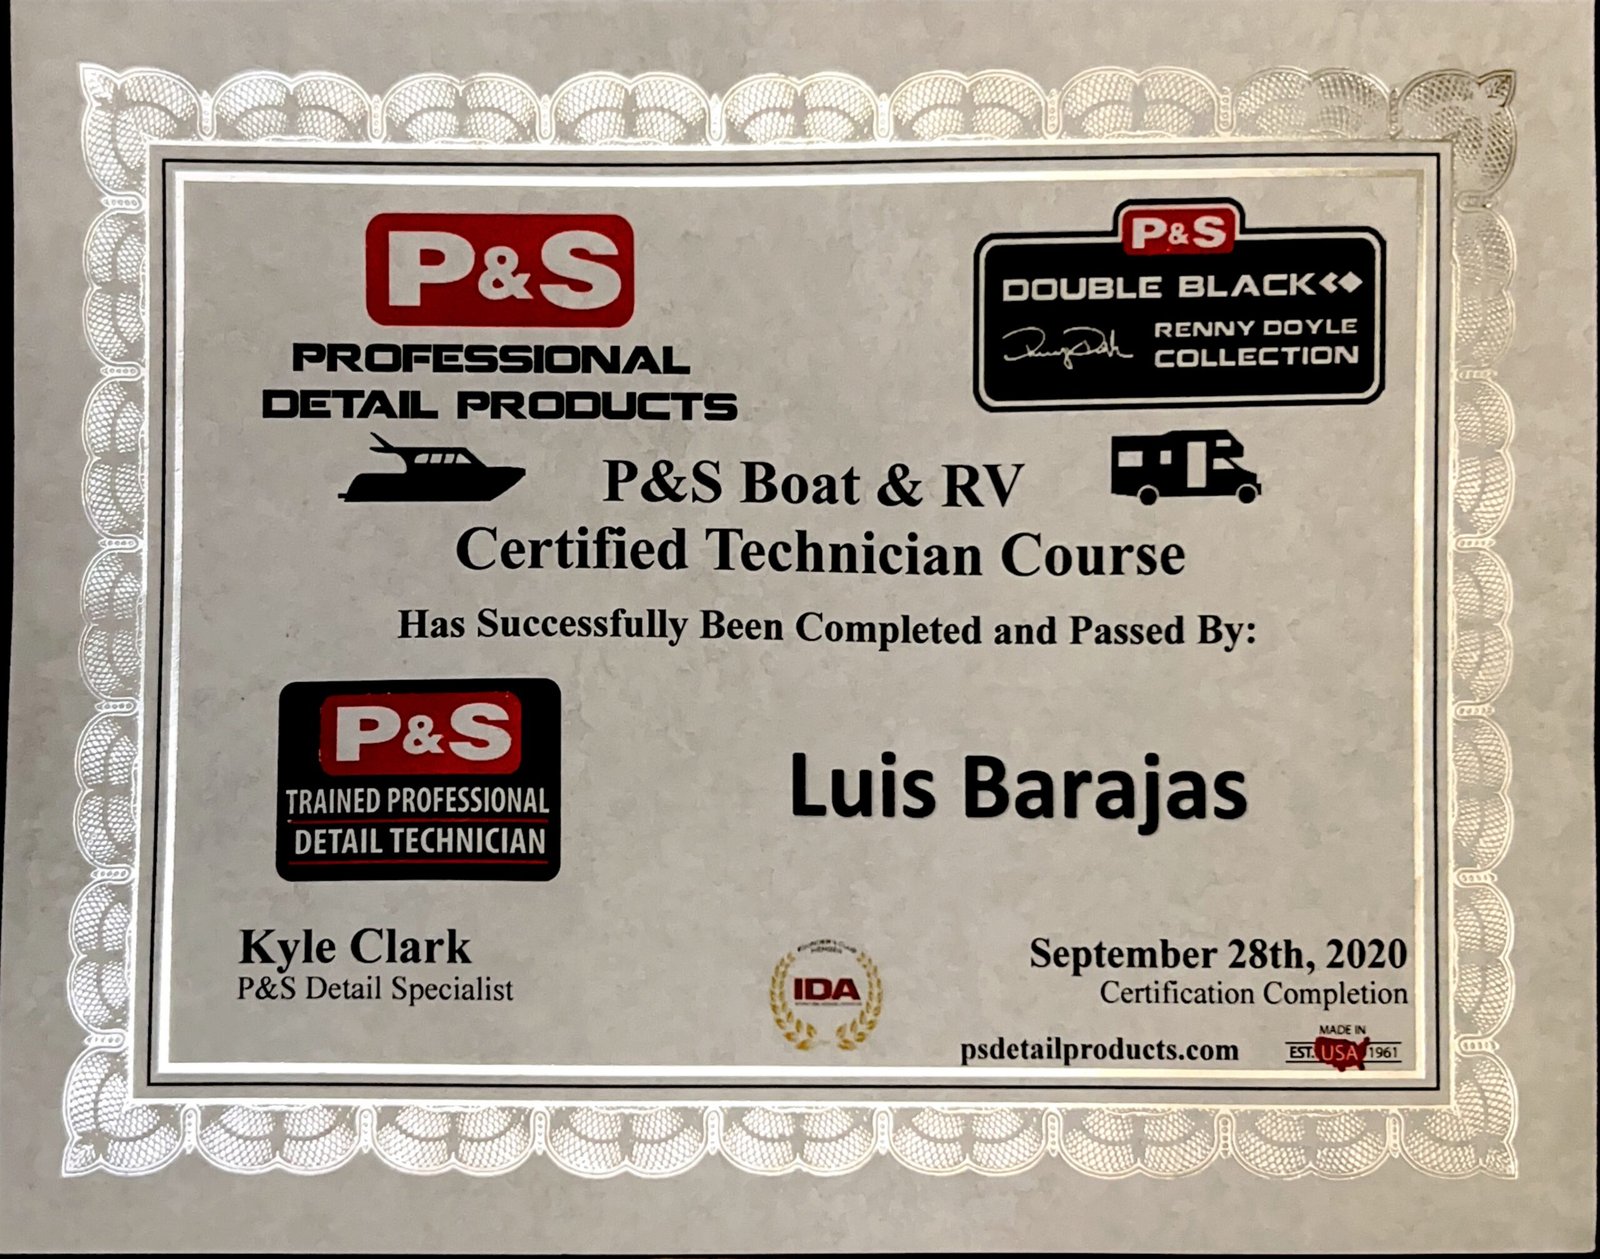 P&S
PROFESSIONAL
DETAIL PRODUCTS
P&S
DOUBLE BLACK
RENNY DOYLE
COLLECTION
P&S Boat & RV
Certified Technician Course
Has Successfully Been Completed and Passed By:
P&S
TRAINED PROFESSIONAL
DETAIL TECHNICIAN
Luis Barajas
Kyle Clark
P&S Detail Specialist
IDA
September 28th, 2020
Certification Completion
psdetailproducts.com
MADE IN
EST. USA 1961